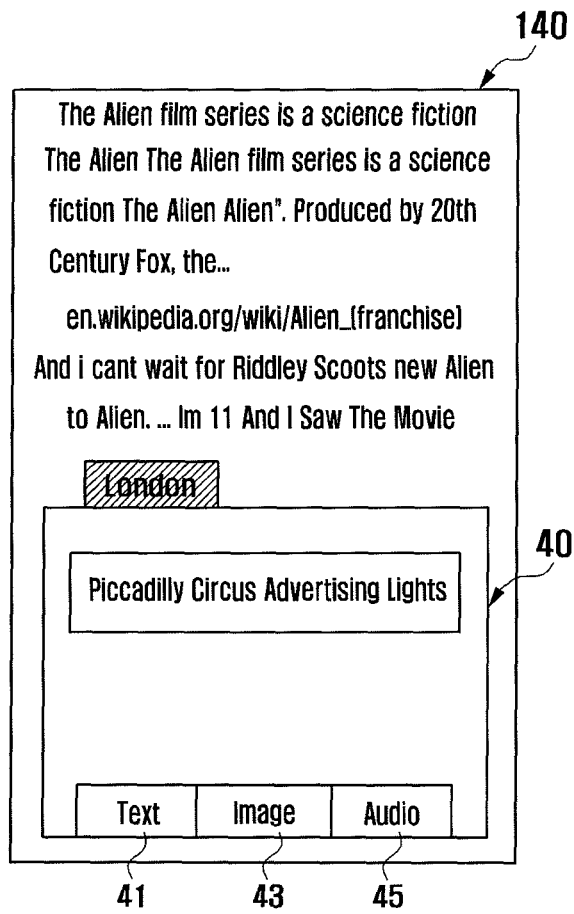 140
The Alien film series is a science fiction
The Alien The Alien film series is a science
fiction The Alien Alien". Produced by 20th
Century Fox, the...
en.wikipedia.org/wiki/Alien_(franchise)
And i cant wait for Riddley Scoots new Alien
to Alien. ... Im 11 And I Saw The Movie
London
40
Piccadilly Circus Advertising Lights
Text Image Audio
41 43 45